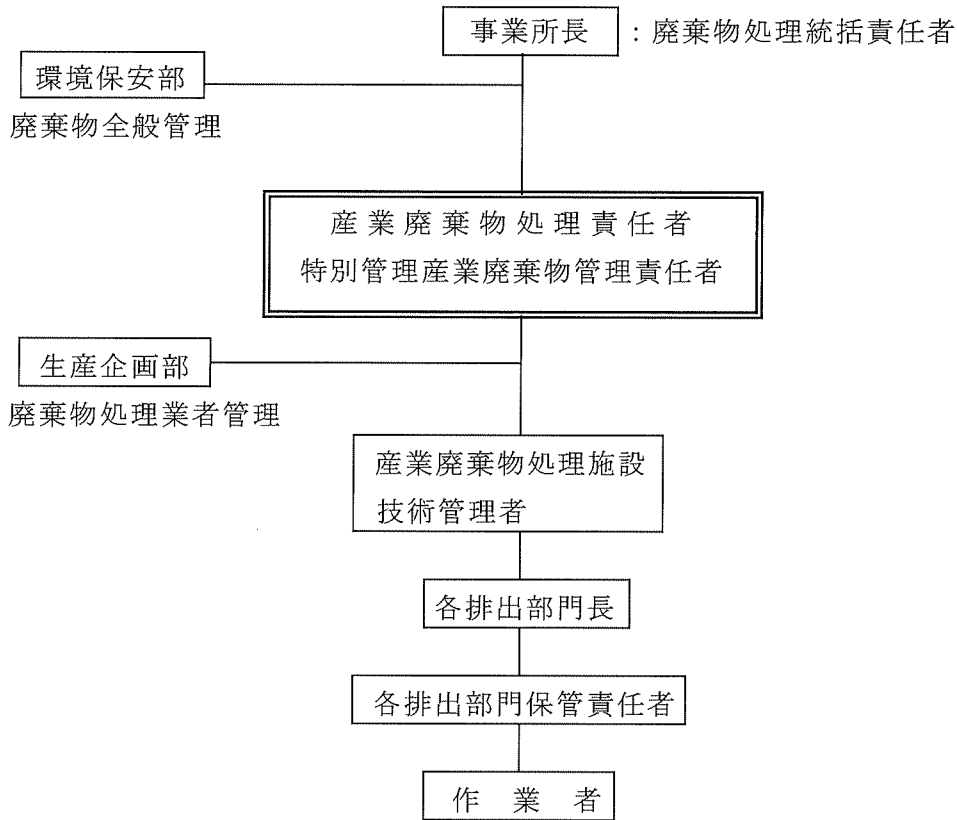 事業所長 : 廃棄物処理統括責任者
環境保安部
廃棄物全般管理
産業廃棄物処理責任者
特別管理産業廃棄物管理責任者
生産企画部
廃棄物処理業者管理
産業廃棄物処理施設
技術管理者
各排出部門長
各排出部門保管責任者
作業者